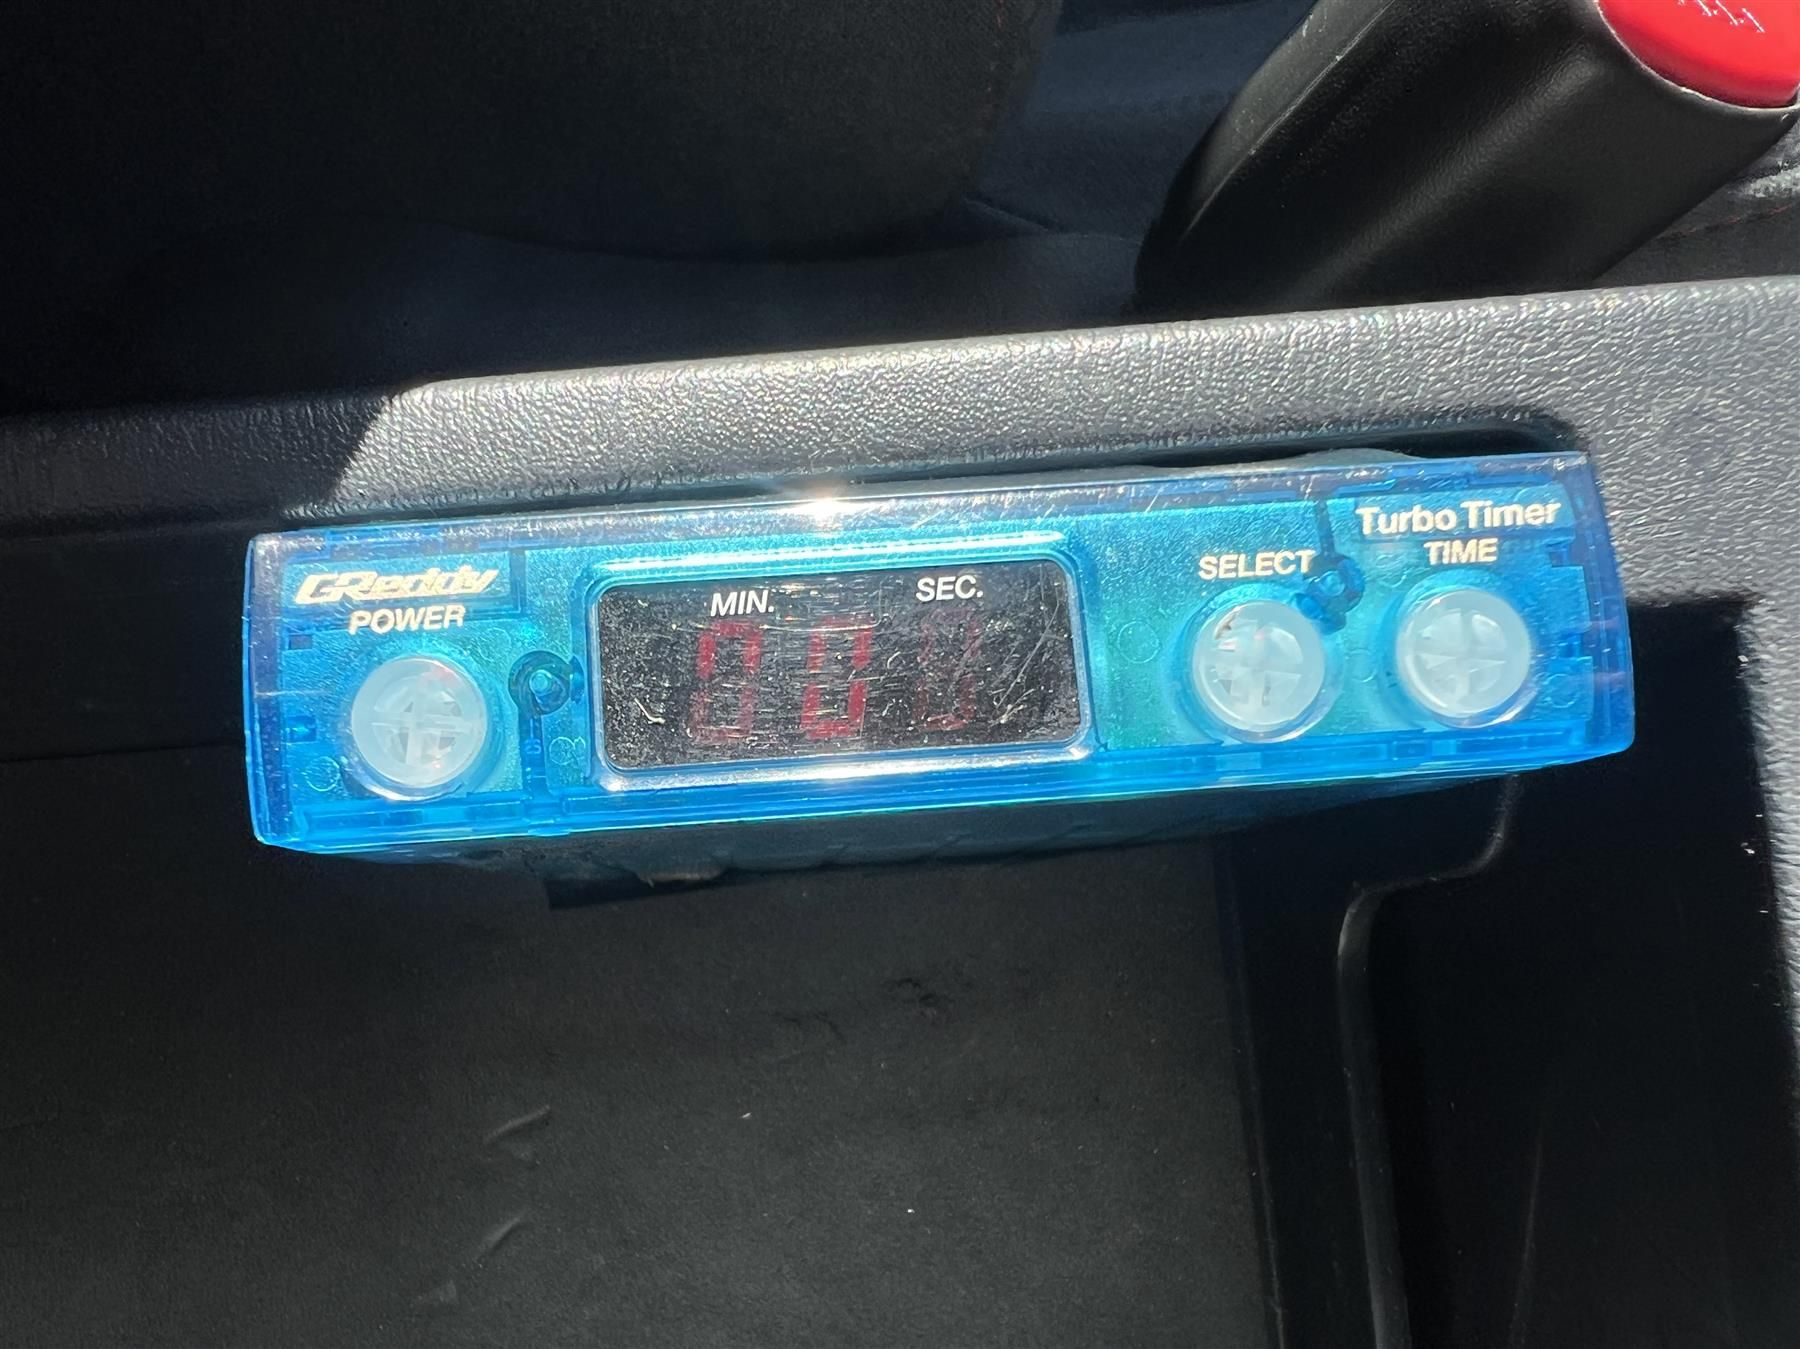 GReddy
POWER
MIN.
SEC.
SELECT
Turbo Timer
TIME